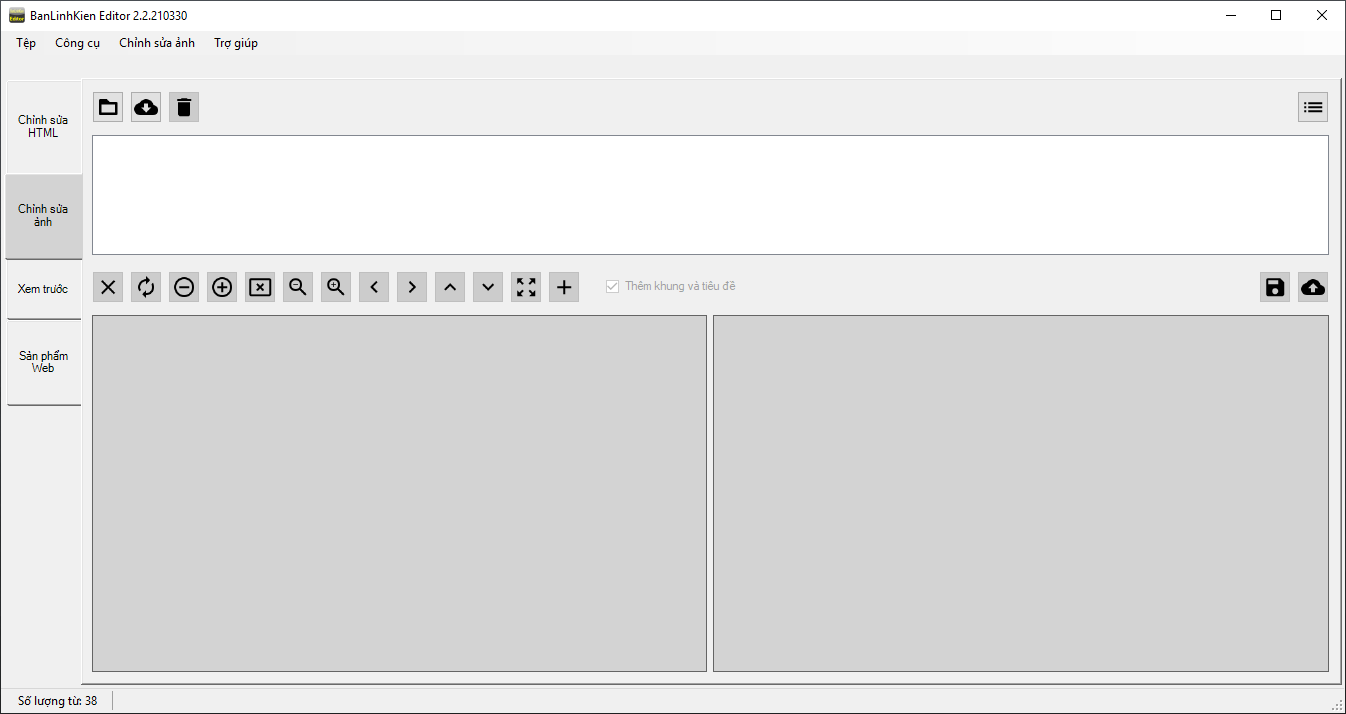 BanLinhKien Editor 2.2.210330
Tệp Công cụ Chỉnh sửa ảnh Trợ giúp
Chỉnh sửa
HTML
Chỉnh sửa
ảnh
Xem trước
Sản phẩm
Web
Thêm khung và tiêu đề
Số lượng từ: 38